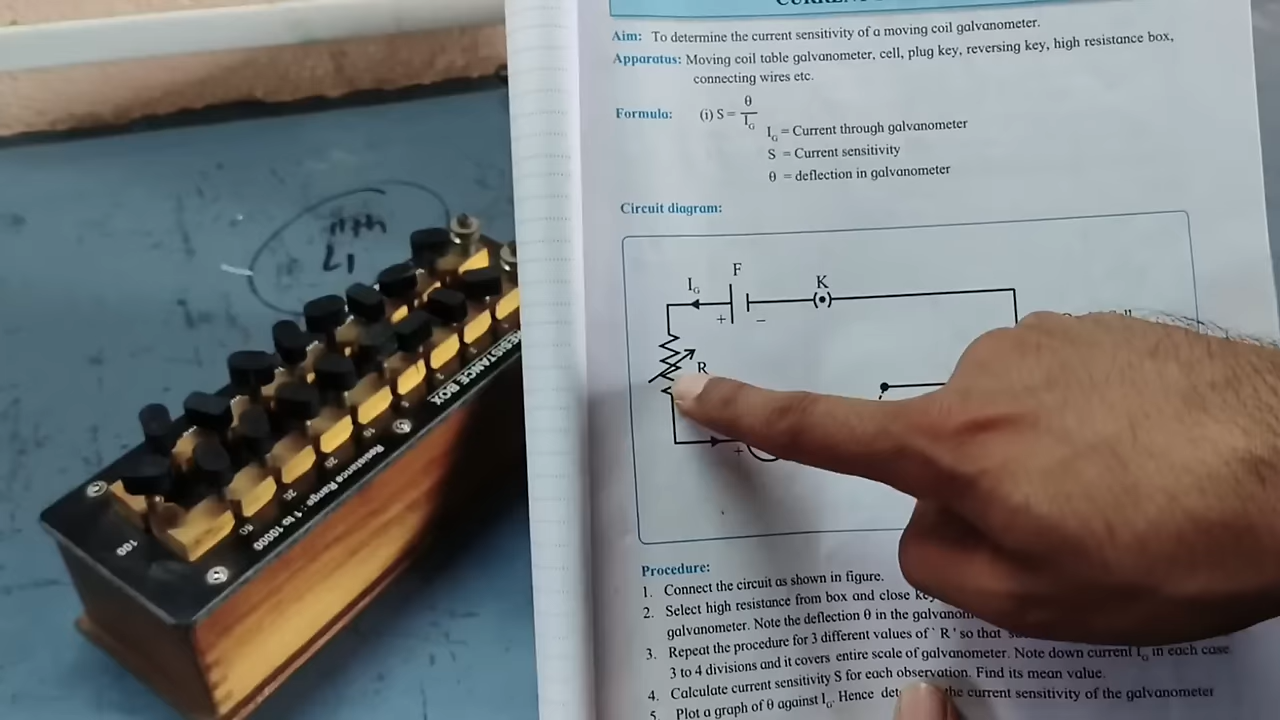 Aim: To determine the current sensitivity of a moving coil galvanometer.
Apparatus: Moving coil table galvanometer, cell, plug key, reversing key, high resistance box,
connecting wires etc.
Formula: (i) S = θ / I_G
I_G = Current through galvanometer
S = Current sensitivity
θ = deflection in galvanometer
Circuit diagram:
I_G F K
+ −
R
+
Procedure:
1. Connect the circuit as shown in figure.
2. Select high resistance from box and close
galvanometer. Note the deflection θ in the
3. Repeat the procedure for 3 different values of ' R ' so that
3 to 4 divisions and it covers entire scale of galvanometer. Note down current I_G in each case
4. Calculate current sensitivity S for each observation. Find its mean value.
5. Plot a graph of θ against I_G. Hence the current sensitivity of the galvanometer
RESISTANCE BOX
Resistance Range : 1 to 10000
10
20
20
50
100
17